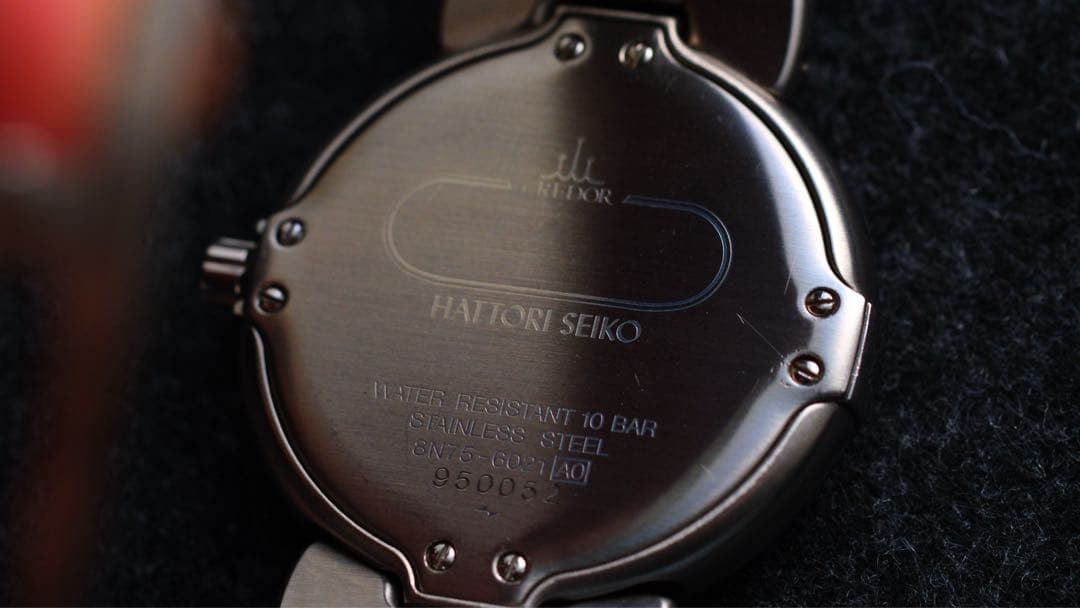 CREDOR
HATTORI SEIKO
WATER RESISTANT 10 BAR
STAINLESS STEEL
8N75-6021 A0
950052